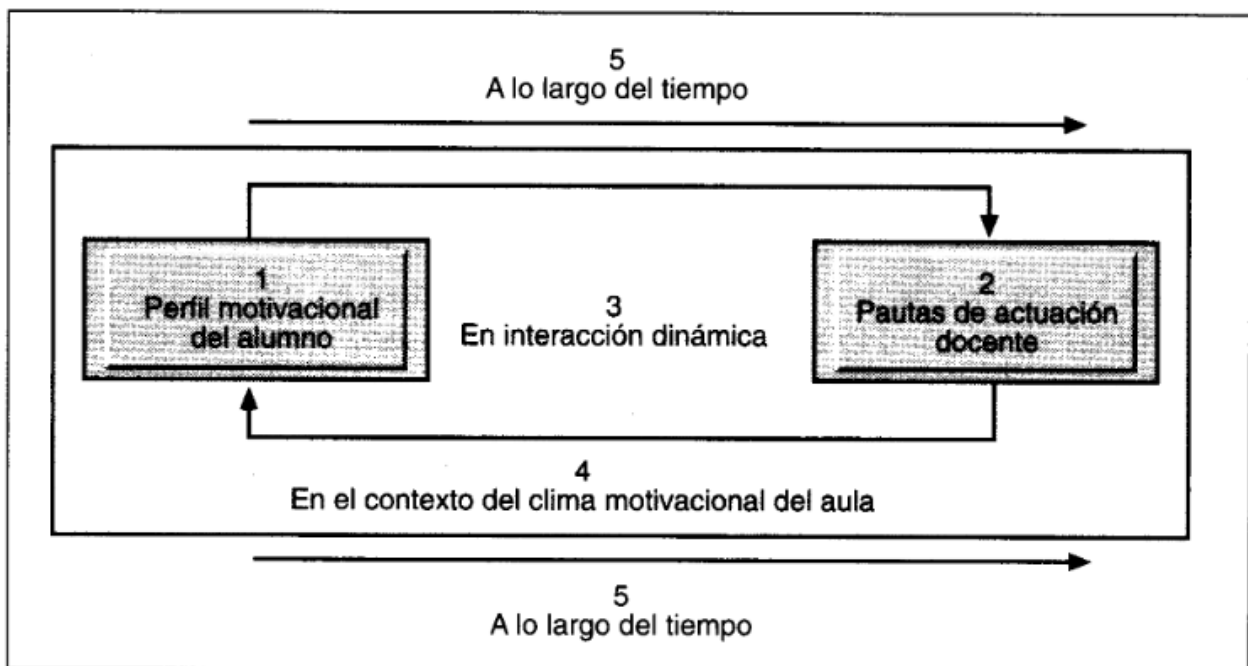 5
A lo largo del tiempo
1
Perfil motivacional
del alumno
3
En interacción dinámica
2
Pautas de actuación
docente
4
En el contexto del clima motivacional del aula
5
A lo largo del tiempo